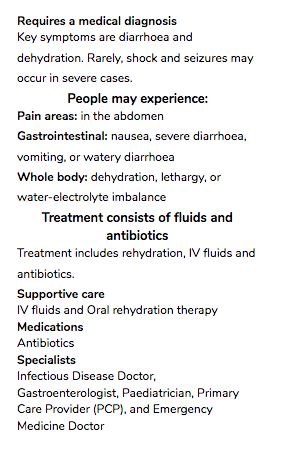 Requires a medical diagnosis
Key symptoms are diarrhoea and
dehydration. Rarely, shock and seizures may
occur in severe cases.
People may experience:
Pain areas: in the abdomen
Gastrointestinal: nausea, severe diarrhoea,
vomiting, or watery diarrhoea
Whole body: dehydration, lethargy, or
water-electrolyte imbalance
Treatment consists of fluids and
antibiotics
Treatment includes rehydration, IV fluids and
antibiotics.
Supportive care
IV fluids and Oral rehydration therapy
Medications
Antibiotics
Specialists
Infectious Disease Doctor,
Gastroenterologist, Paediatrician, Primary
Care Provider (PCP), and Emergency
Medicine Doctor